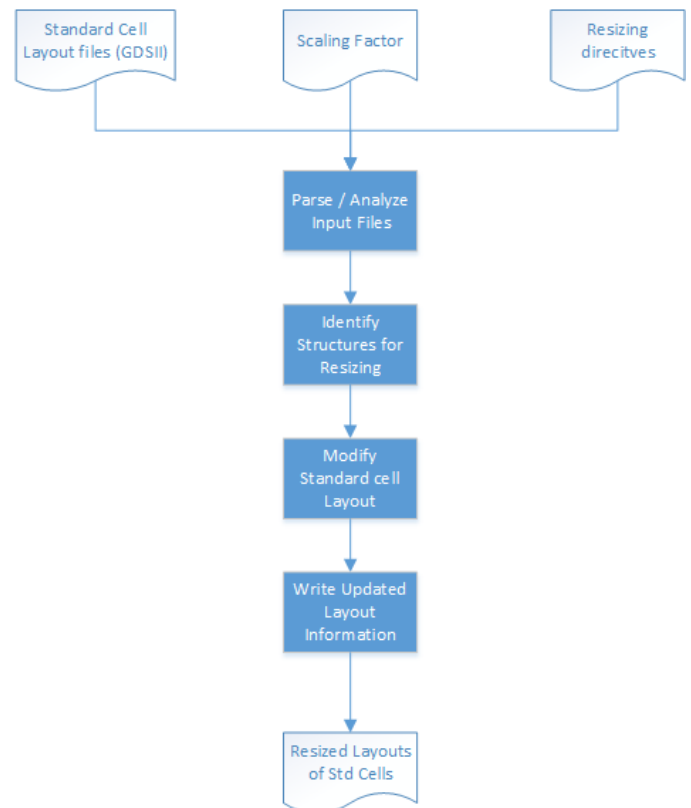 Standard Cell
Layout files (GDSII)
Scaling Factor
Resizing
direcitves
Parse / Analyze
Input Files
Identify
Structures for
Resizing
Modify
Standard cell
Layout
Write Updated
Layout
Information
Resized Layouts
of Std Cells